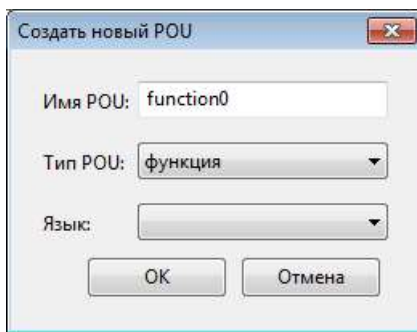 Создать новый POU
Имя POU: function0
Тип POU: функция
Язык:
OK Отмена